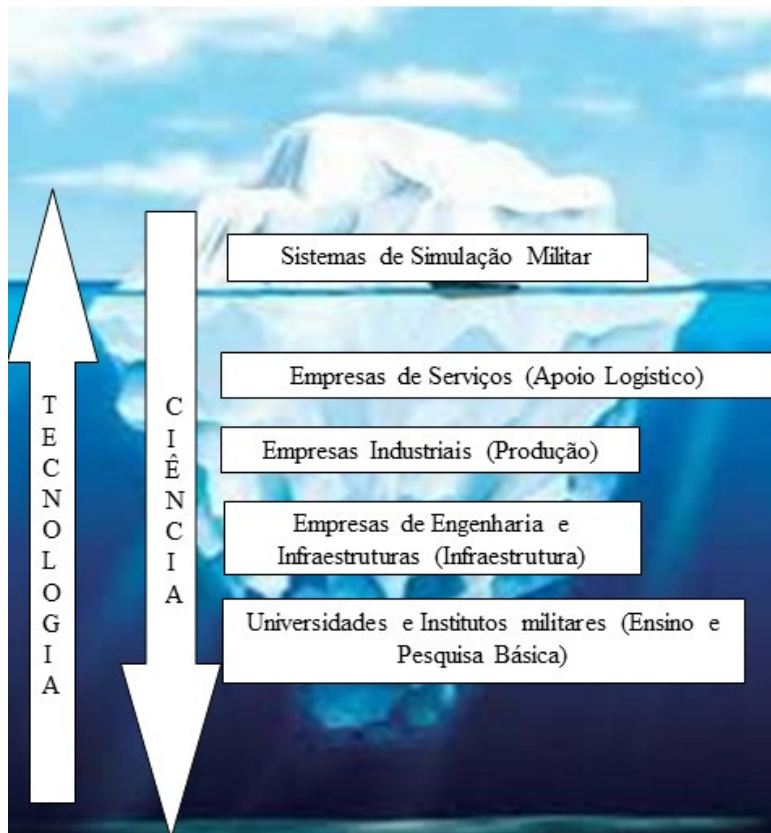 TECNOLOGIA
CIÊNCIA
Sistemas de Simulação Militar
Empresas de Serviços (Apoio Logístico)
Empresas Industriais (Produção)
Empresas de Engenharia e
Infraestruturas (Infraestrutura)
Universidades e Institutos militares (Ensino e
Pesquisa Básica)